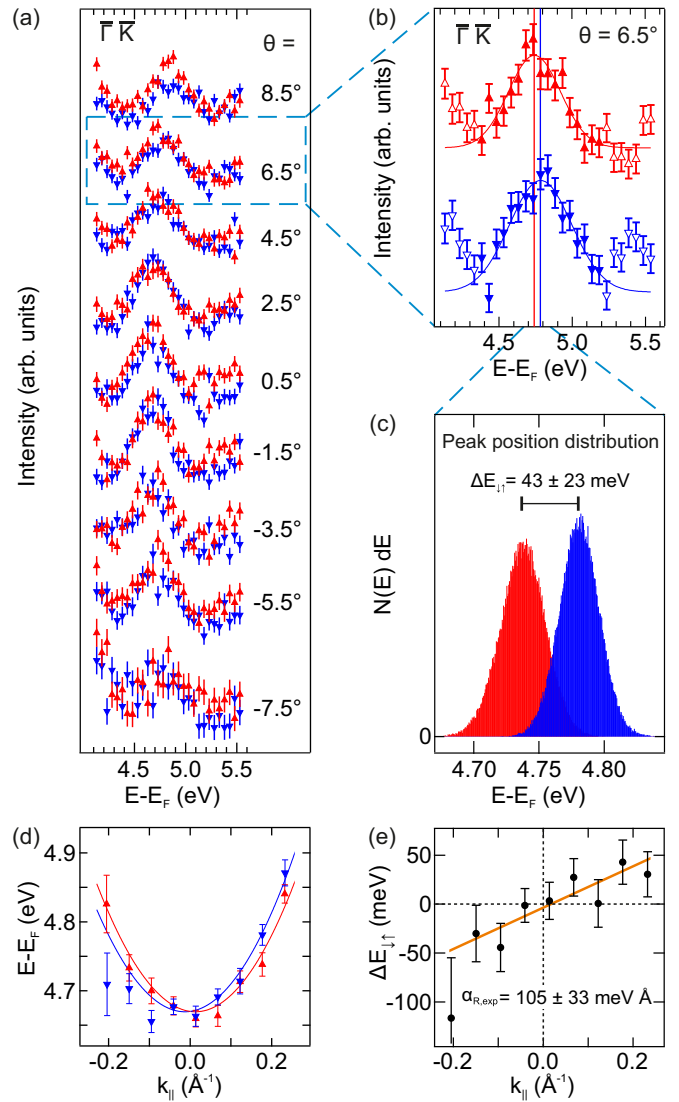 (a)
Γ̅ K̅
θ =
8.5°
6.5°
4.5°
2.5°
0.5°
-1.5°
-3.5°
-5.5°
-7.5°
Intensity (arb. units)
4.5 5.0 5.5
E-E_F (eV)
(b)
Γ̅ K̅
θ = 6.5°
Intensity (arb. units)
4.5 5.0 5.5
E-E_F (eV)
(c)
Peak position distribution
ΔE↓↑= 43 ± 23 meV
N(E) dE
0
4.70 4.75 4.80
E-E_F (eV)
(d)
4.9
4.8
4.7
E-E_F (eV)
-0.2 0.0 0.2
k_|| (Å⁻¹)
(e)
50
0
-50
-100
ΔE↓↑ (meV)
α_R,exp= 105 ± 33 meV Å
-0.2 0.0 0.2
k_|| (Å⁻¹)